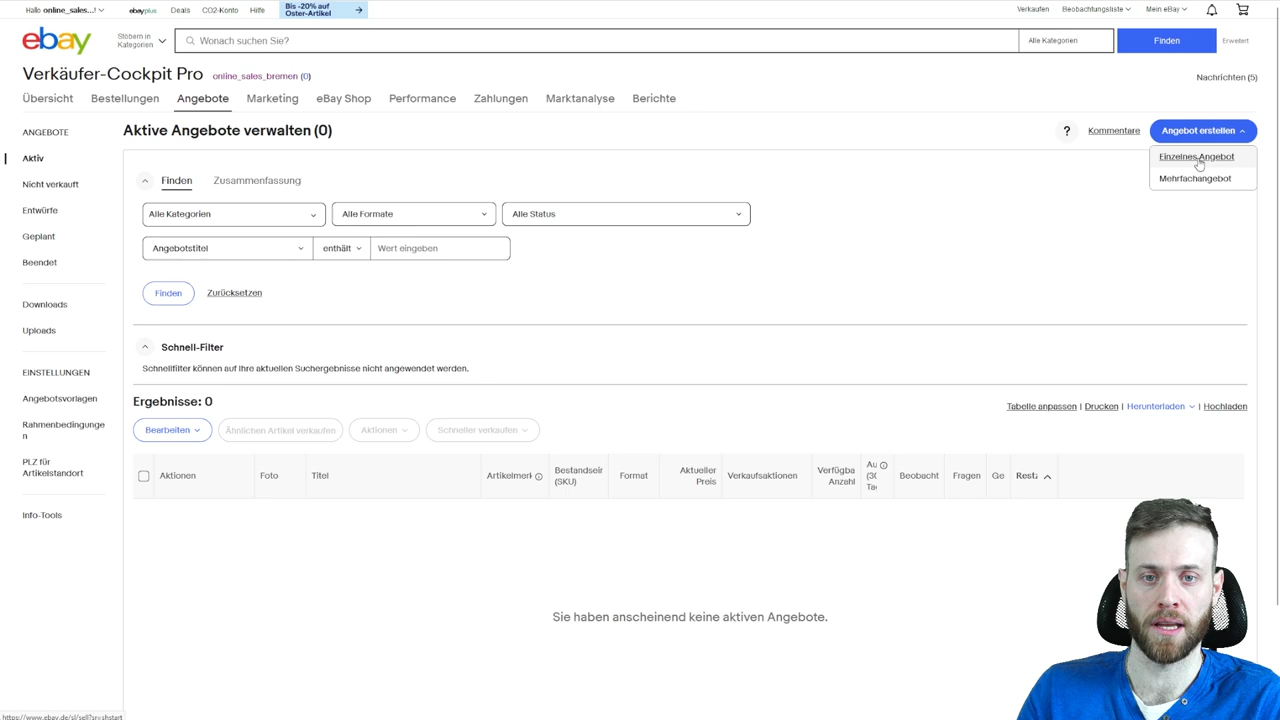 Hallo online_sales...!
ebayplus
Deals
CO2-Konto
Hilfe
Bis -20% auf
Oster-Artikel
Verkaufen
Beobachtungsliste
Mein eBay
ebay
Stöbern in
Kategorien
Wonach suchen Sie?
Alle Kategorien
Finden
Erweitert
Verkäufer-Cockpit Pro
online_sales_bremen (0)
Nachrichten (5)
Übersicht
Bestellungen
Angebote
Marketing
eBay Shop
Performance
Zahlungen
Marktanalyse
Berichte
ANGEBOTE
Aktiv
Nicht verkauft
Entwürfe
Geplant
Beendet
Downloads
Uploads
EINSTELLUNGEN
Angebotsvorlagen
Rahmenbedingunge
n
PLZ für
Artikelstandort
Info-Tools
Aktive Angebote verwalten (0)
?
Kommentare
Angebot erstellen
Einzelnes Angebot
Mehrfachangebot
Finden
Zusammenfassung
Alle Kategorien
Alle Formate
Alle Status
Angebotstitel
enthält
Wert eingeben
Finden
Zurücksetzen
Schnell-Filter
Schnellfilter können auf Ihre aktuellen Suchergebnisse nicht angewendet werden.
Ergebnisse: 0
Tabelle anpassen | Drucken | Herunterladen | Hochladen
Bearbeiten
Ähnlichen Artikel verkaufen
Aktionen
Schneller verkaufen
Aktionen
Foto
Titel
Artikelmerk
Bestandseir
(SKU)
Format
Aktueller
Preis
Verkaufsaktionen
Verfügba
Anzahl
Au
(30
Tag
Beobacht
Fragen
Ge
Restz
Sie haben anscheinend keine aktiven Angebote.
https://www.ebay.de/sl/sell?sr=shstart